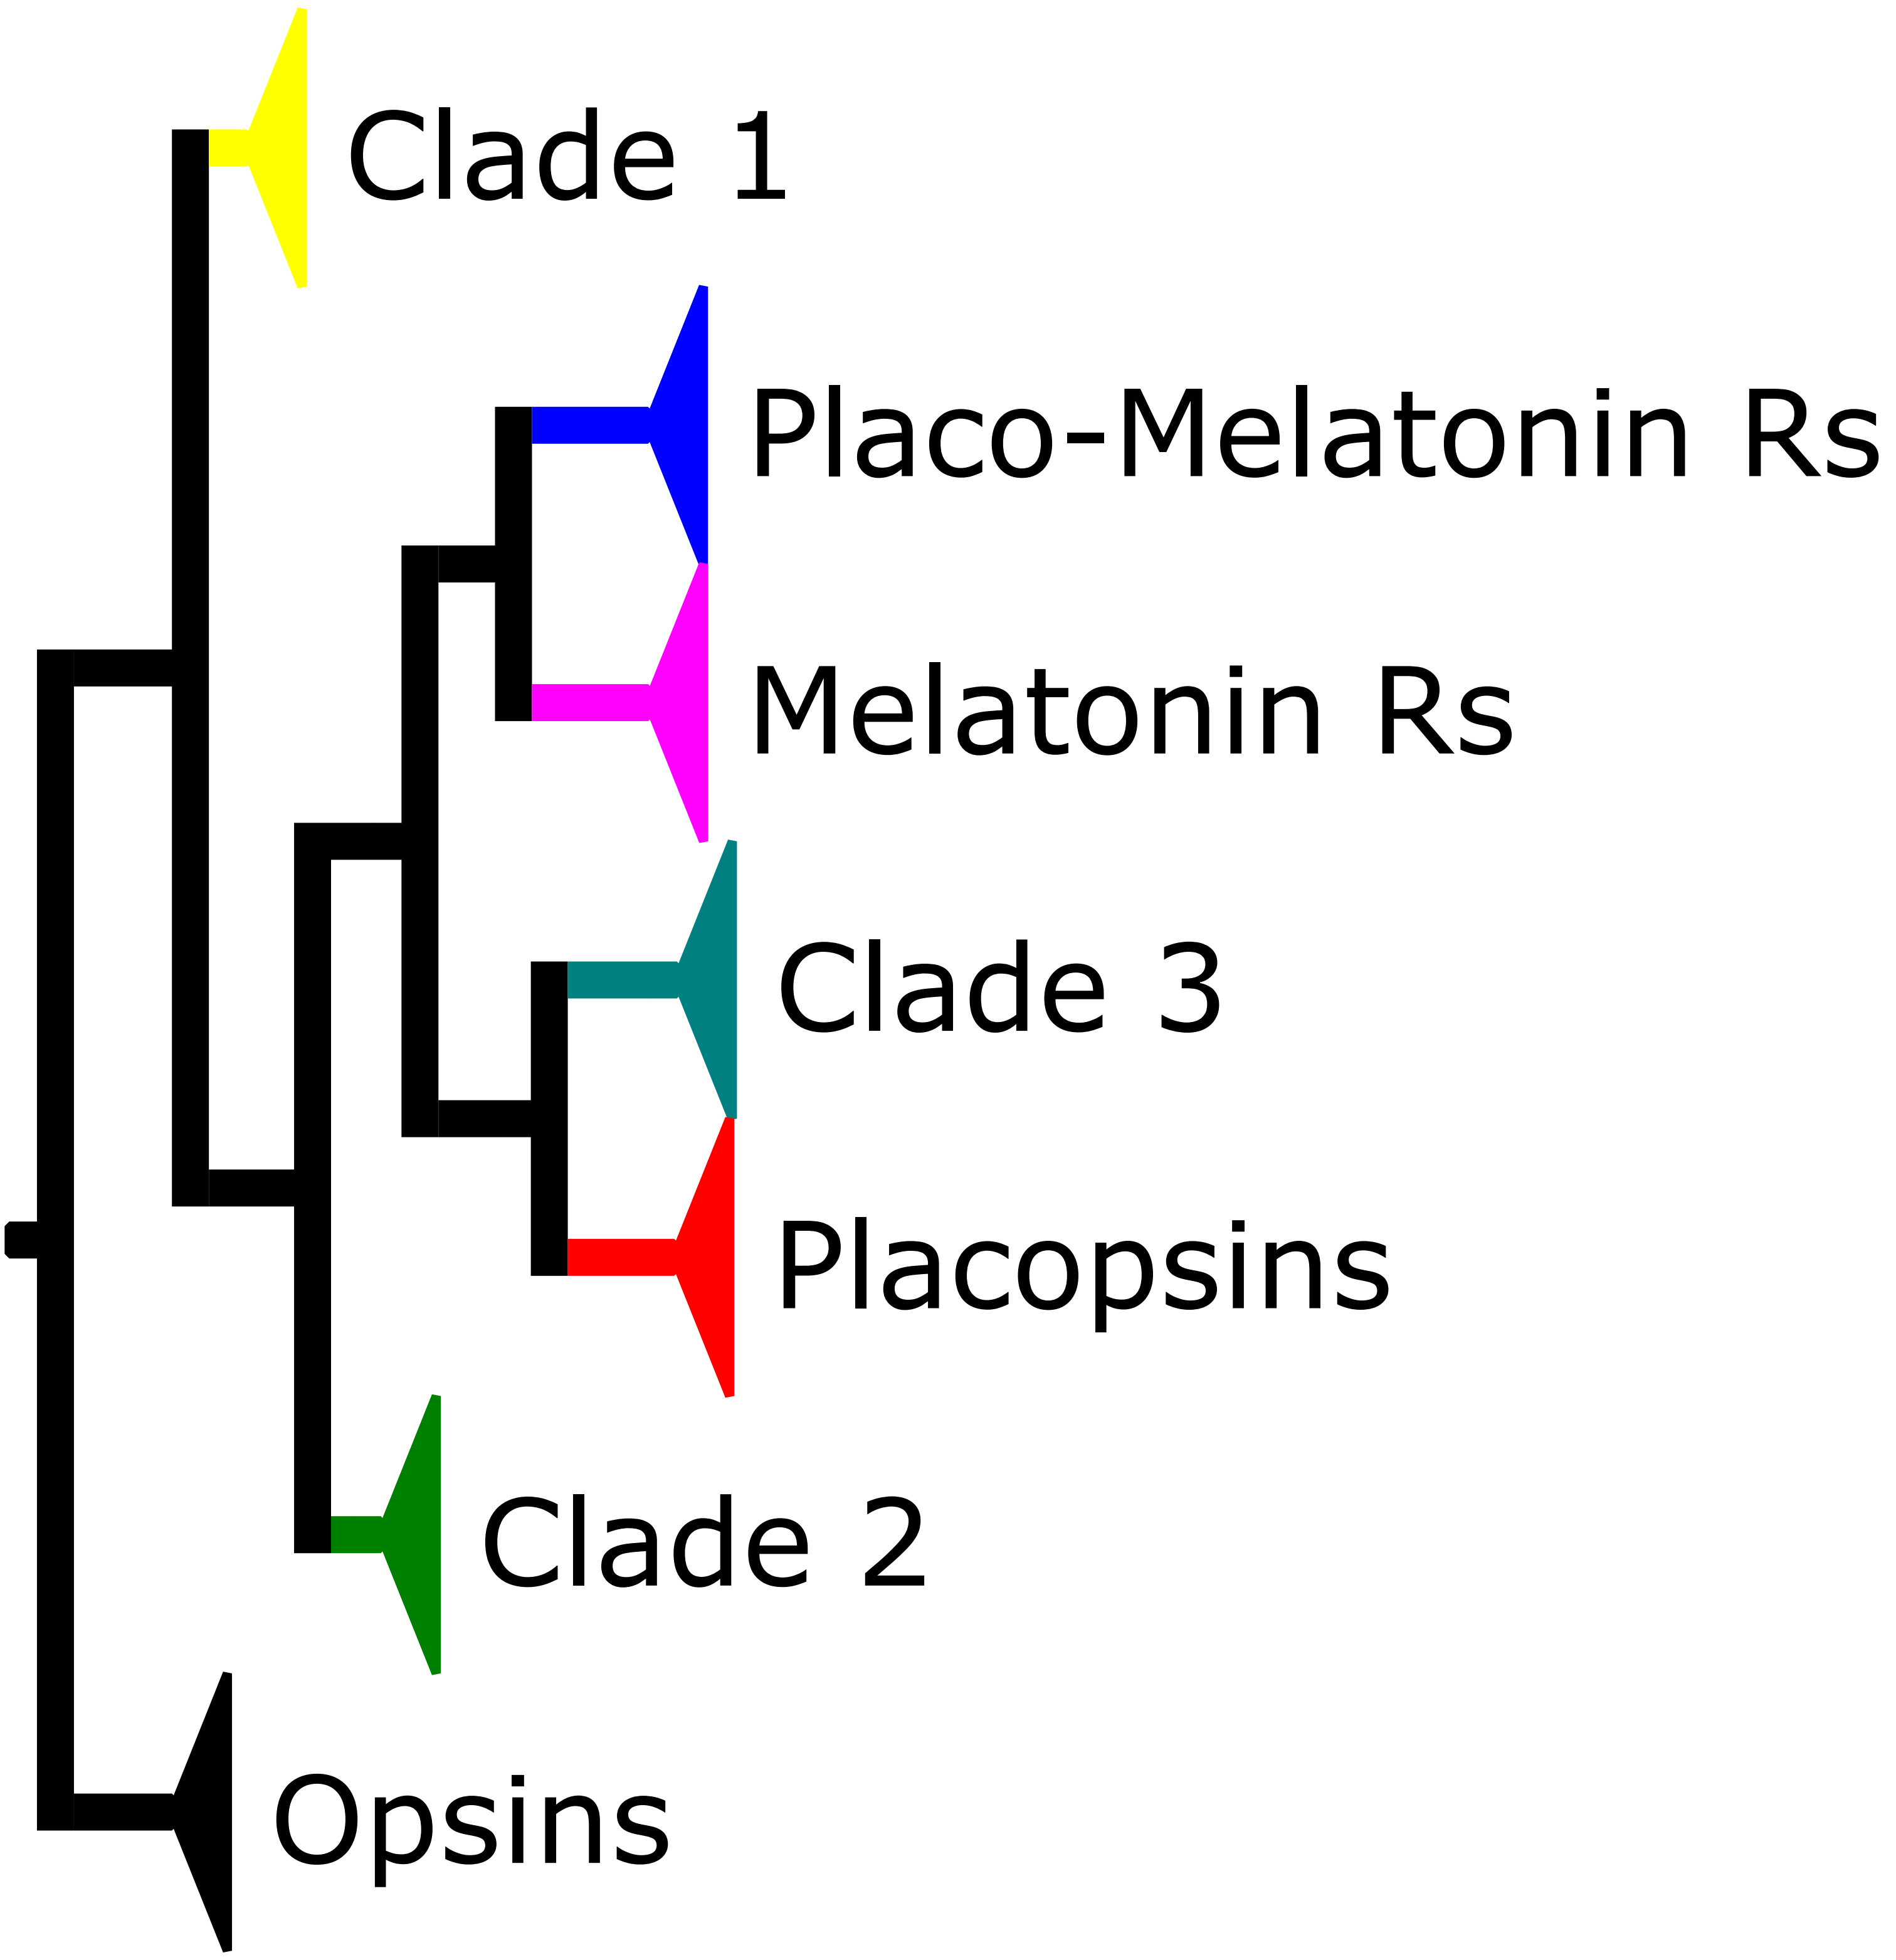 Clade 1
Placo-Melatonin Rs
Melatonin Rs
Clade 3
Placopsins
Clade 2
Opsins